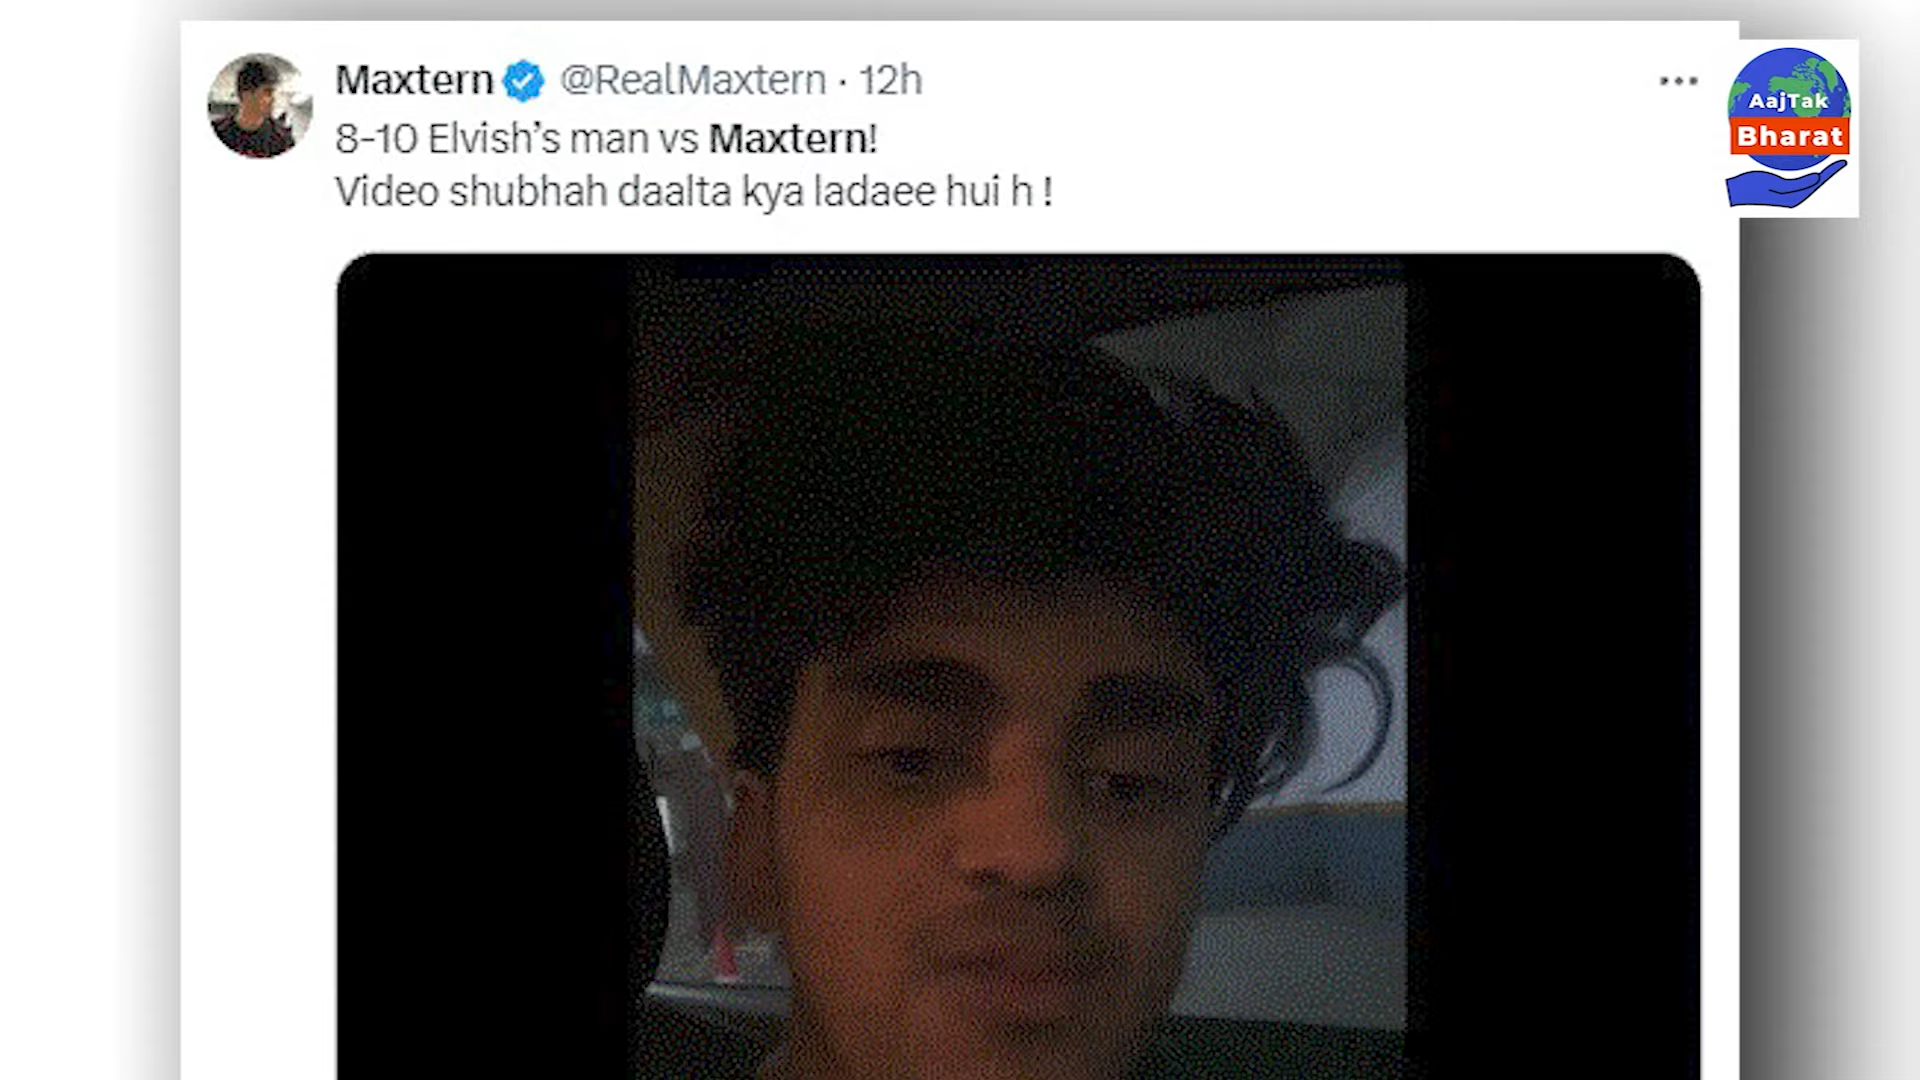 Maxtern @RealMaxtern · 12h
8-10 Elvish’s man vs Maxtern!
Video shubhah daalta kya ladaee hui h !
AajTak
Bharat